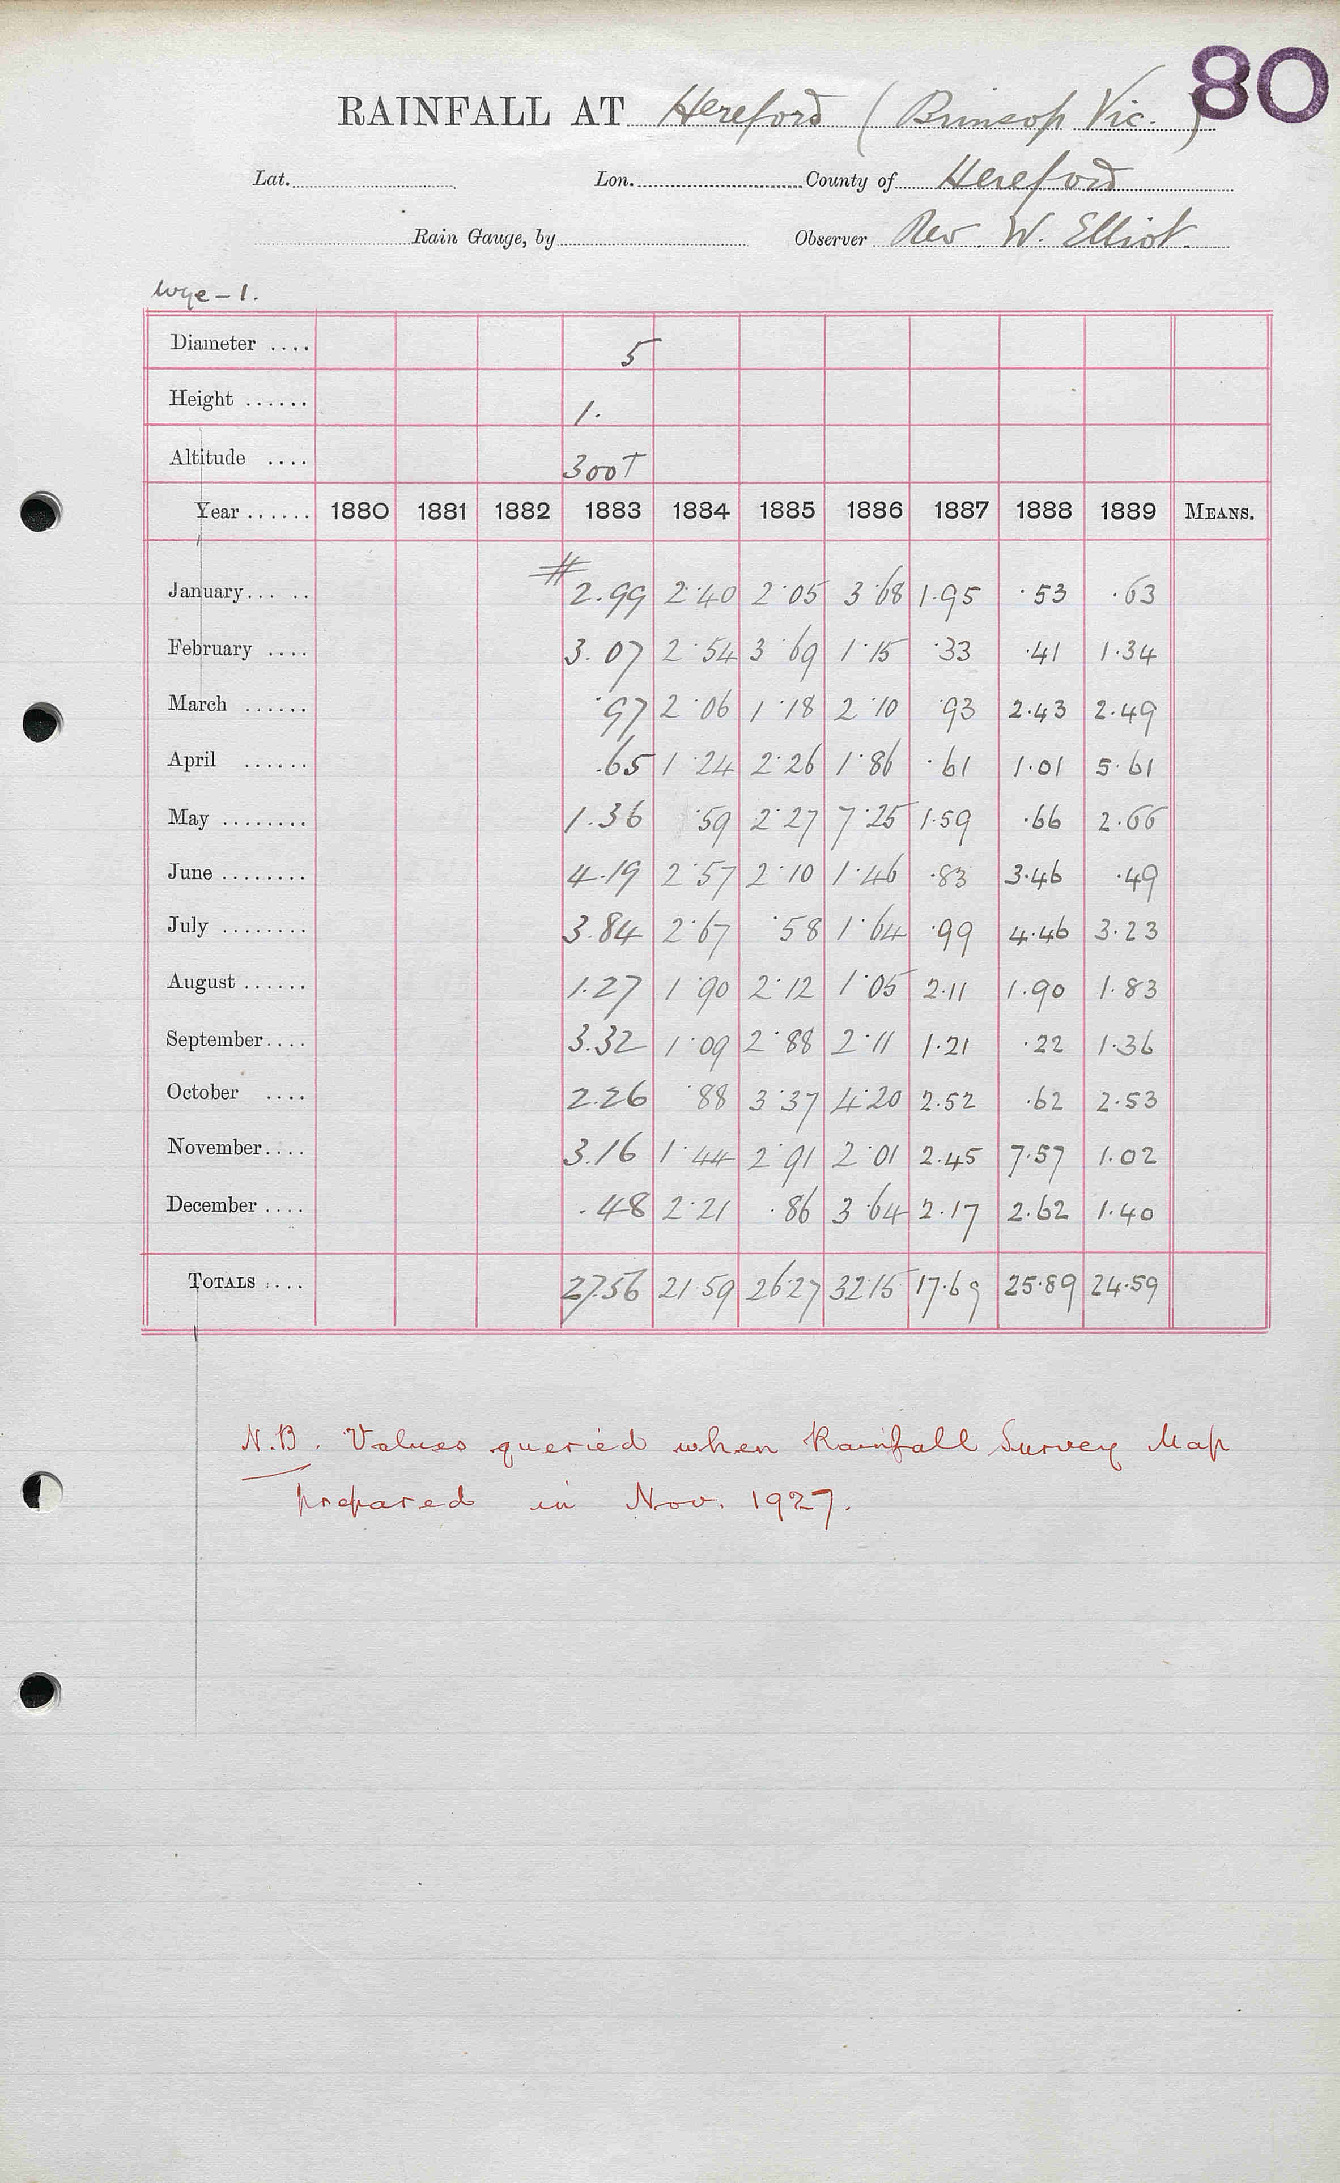 80
RAINFALL AT Hereford (Brinsop Vic.)
Lat. Lon. County of Hereford
Rain Gauge, by Observer Rev. W. Elliot.
Wye - 1.
Diameter .... 5
Height ...... 1.
Altitude .... 300T
Year ...... 1880 1881 1882 1883 1884 1885 1886 1887 1888 1889 MEANS.
January... .. # 2.99 2.40 2.05 3.68 1.95 .53 .63
February .... 3.07 2.54 3.69 1.15 .33 .41 1.34
March ...... .97 2.06 1.18 2.10 .93 2.43 2.49
April ...... .65 1.24 2.26 1.86 .61 1.01 5.61
May ........ 1.36 .59 2.27 7.25 1.59 .66 2.66
June ........ 4.19 2.57 2.10 1.46 .83 3.46 .49
July ........ 3.84 2.67 .58 1.64 .99 4.46 3.23
August ...... 1.27 1.90 2.12 1.05 2.11 1.90 1.83
September.... 3.32 1.09 2.88 2.11 1.21 .22 1.36
October .... 2.26 .88 3.37 4.20 2.52 .62 2.53
November.... 3.16 1.44 2.91 2.01 2.45 7.57 1.02
December .... .48 2.21 .86 3.64 2.17 2.62 1.40
TOTALS .... 27.56 21.59 26.27 32.15 17.69 25.89 24.59
N.B. Values queried when Rainfall Survey Map
prepared in Nov. 1927.